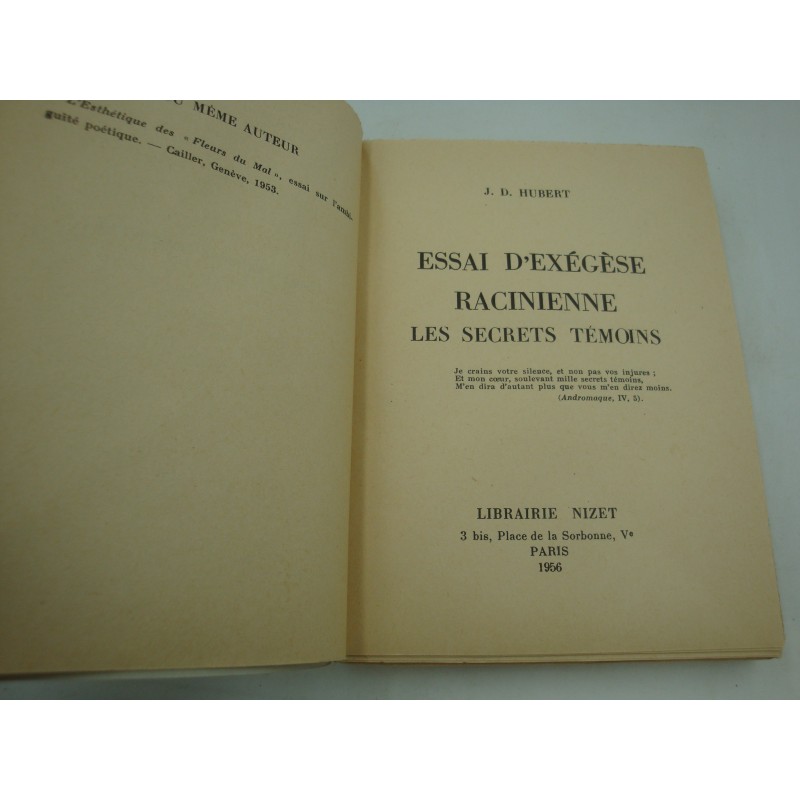 U MÊME AUTEUR
L'Esthétique des « Fleurs du Mal », essai sur l'ambi-
guïté poétique. — Cailler, Genève, 1953.
J. D. HUBERT
ESSAI D'EXÉGÈSE
RACINIENNE
LES SECRETS TÉMOINS
Je crains votre silence, et non pas vos injures ;
Et mon cœur, soulevant mille secrets témoins,
M'en dira d'autant plus que vous m'en direz moins.
(Andromaque, IV, 5).
LIBRAIRIE NIZET
3 bis, Place de la Sorbonne, Ve
PARIS
1956